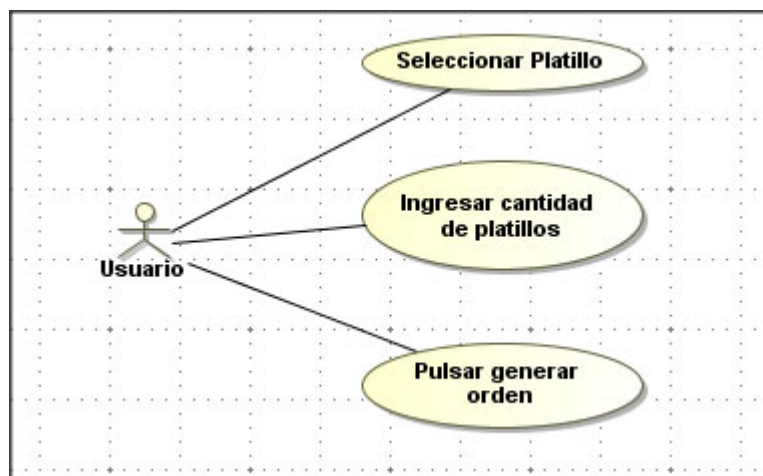 Seleccionar Platillo
Ingresar cantidad
de platillos
Usuario
Pulsar generar
orden